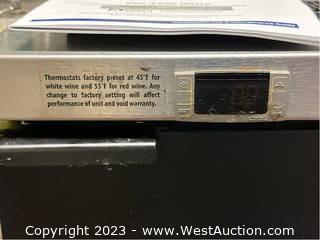 Thermostats factory preset at 45°F for
white wine and 55°F for red wine. Any
change to factory setting will affect
performance of unit and void warranty.
Copyright 2023 - www.WestAuction.com